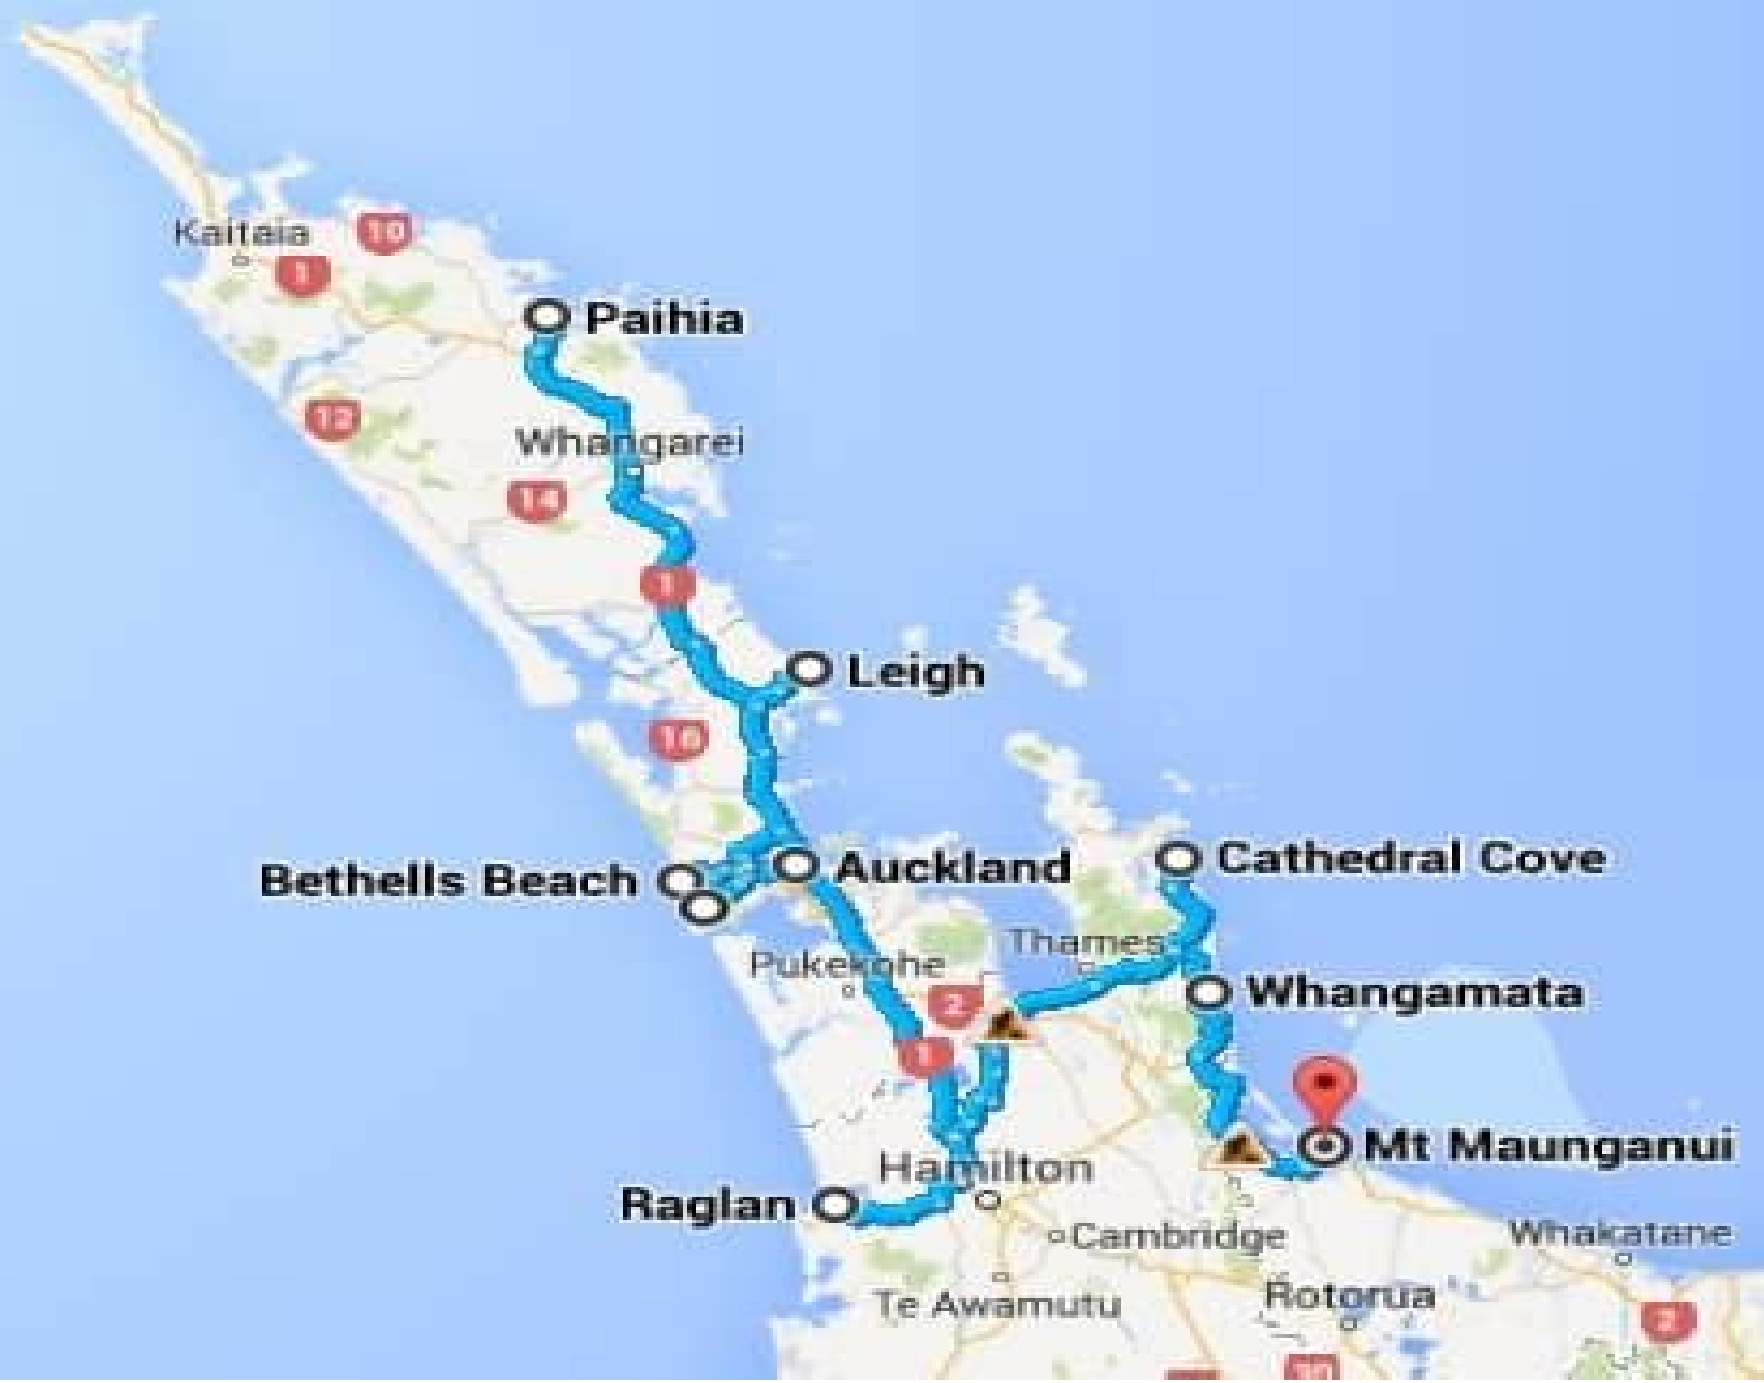 Kaitaia
10
1
Paihia
12
Whangarei
14
1
Leigh
16
Bethells Beach
Auckland
Cathedral Cove
Thames
Pukekohe
2
Whangamata
1
Mt Maunganui
Hamilton
Raglan
Cambridge
Whakatane
Te Awamutu
Rotorua
2
30